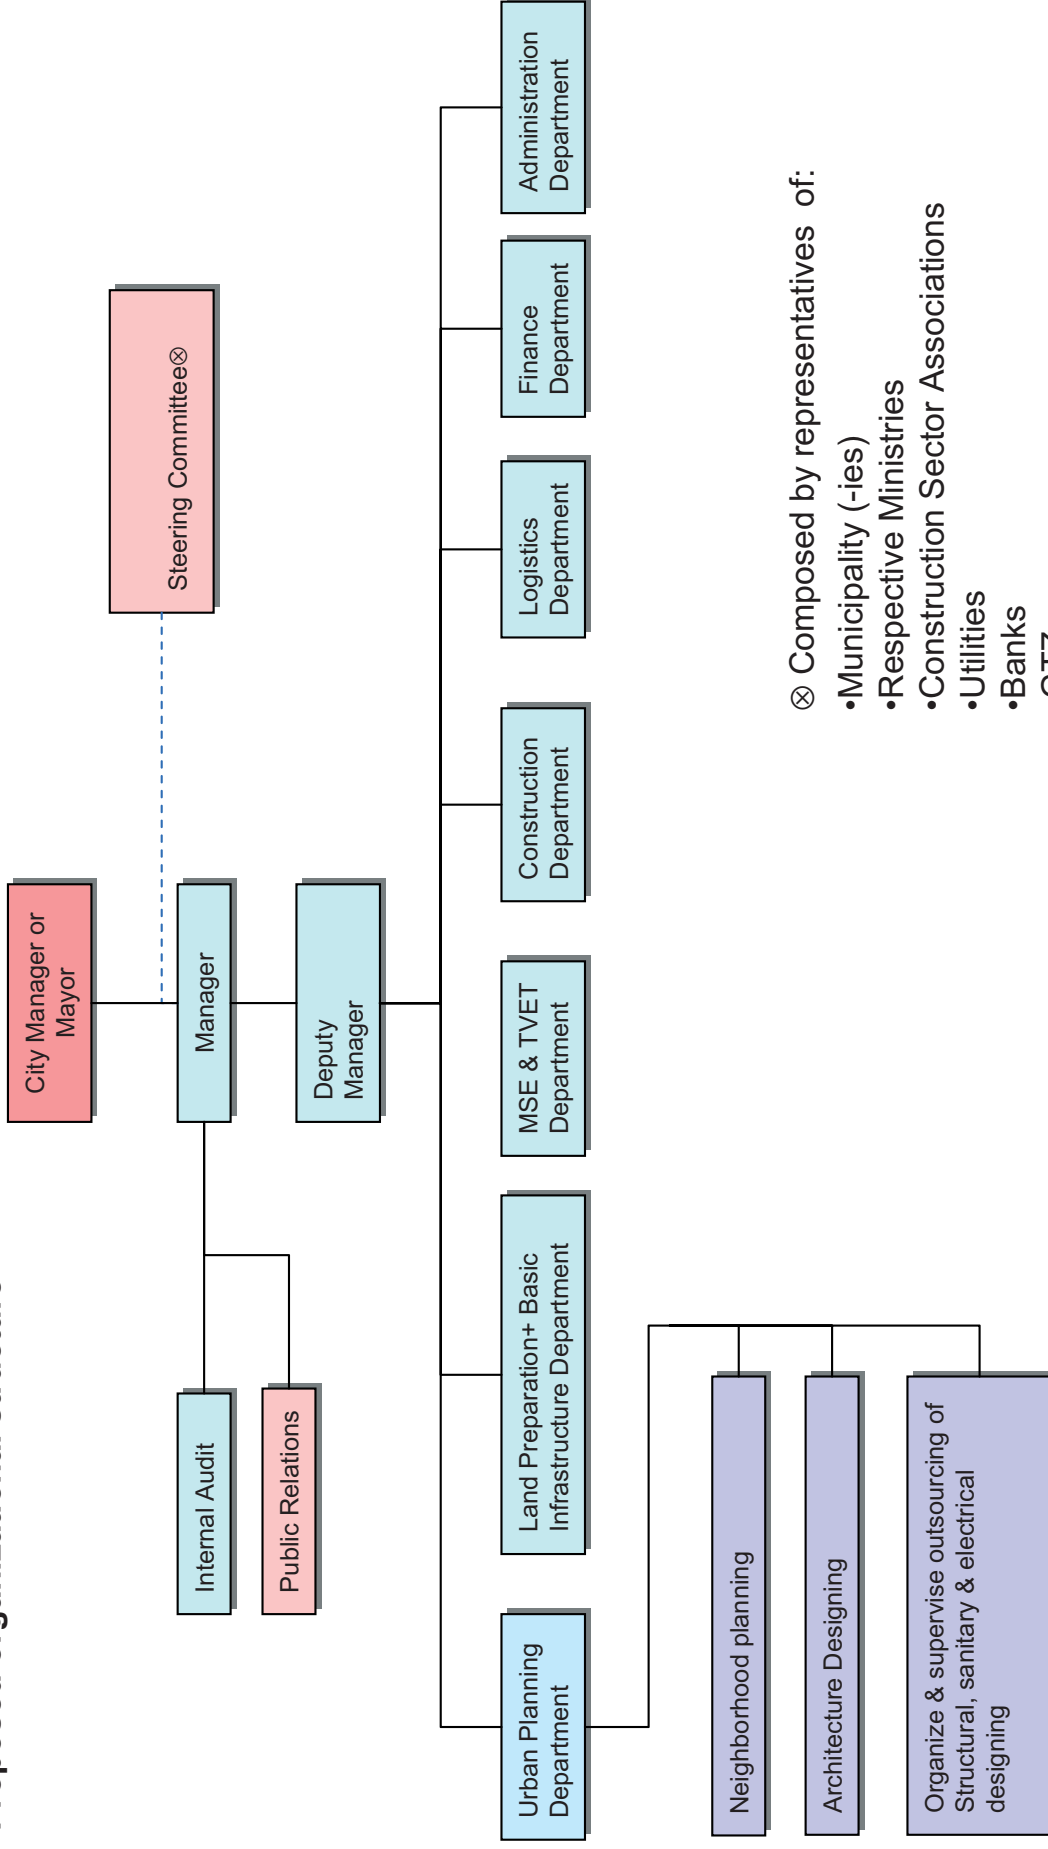 Proposed organizational structure
City Manager or
Mayor
Steering Committee⊗
Manager
Internal Audit
Public Relations
Deputy
Manager
Urban Planning
Department
Land Preparation+ Basic
Infrastructure Department
MSE & TVET
Department
Construction
Department
Logistics
Department
Finance
Department
Administration
Department
Neighborhood planning
Architecture Designing
Organize & supervise outsourcing of
Structural, sanitary & electrical
designing
⊗ Composed by representatives of:
•Municipality (-ies)
•Respective Ministries
•Construction Sector Associations
•Utilities
•Banks